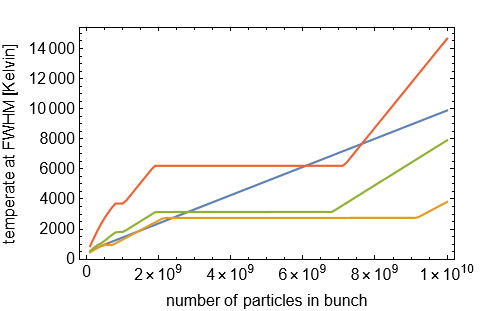 temperate at FWHM [Kelvin]
14 000
12 000
10 000
8000
6000
4000
2000
0
0 2×10⁹ 4×10⁹ 6×10⁹ 8×10⁹ 1×10¹⁰
number of particles in bunch